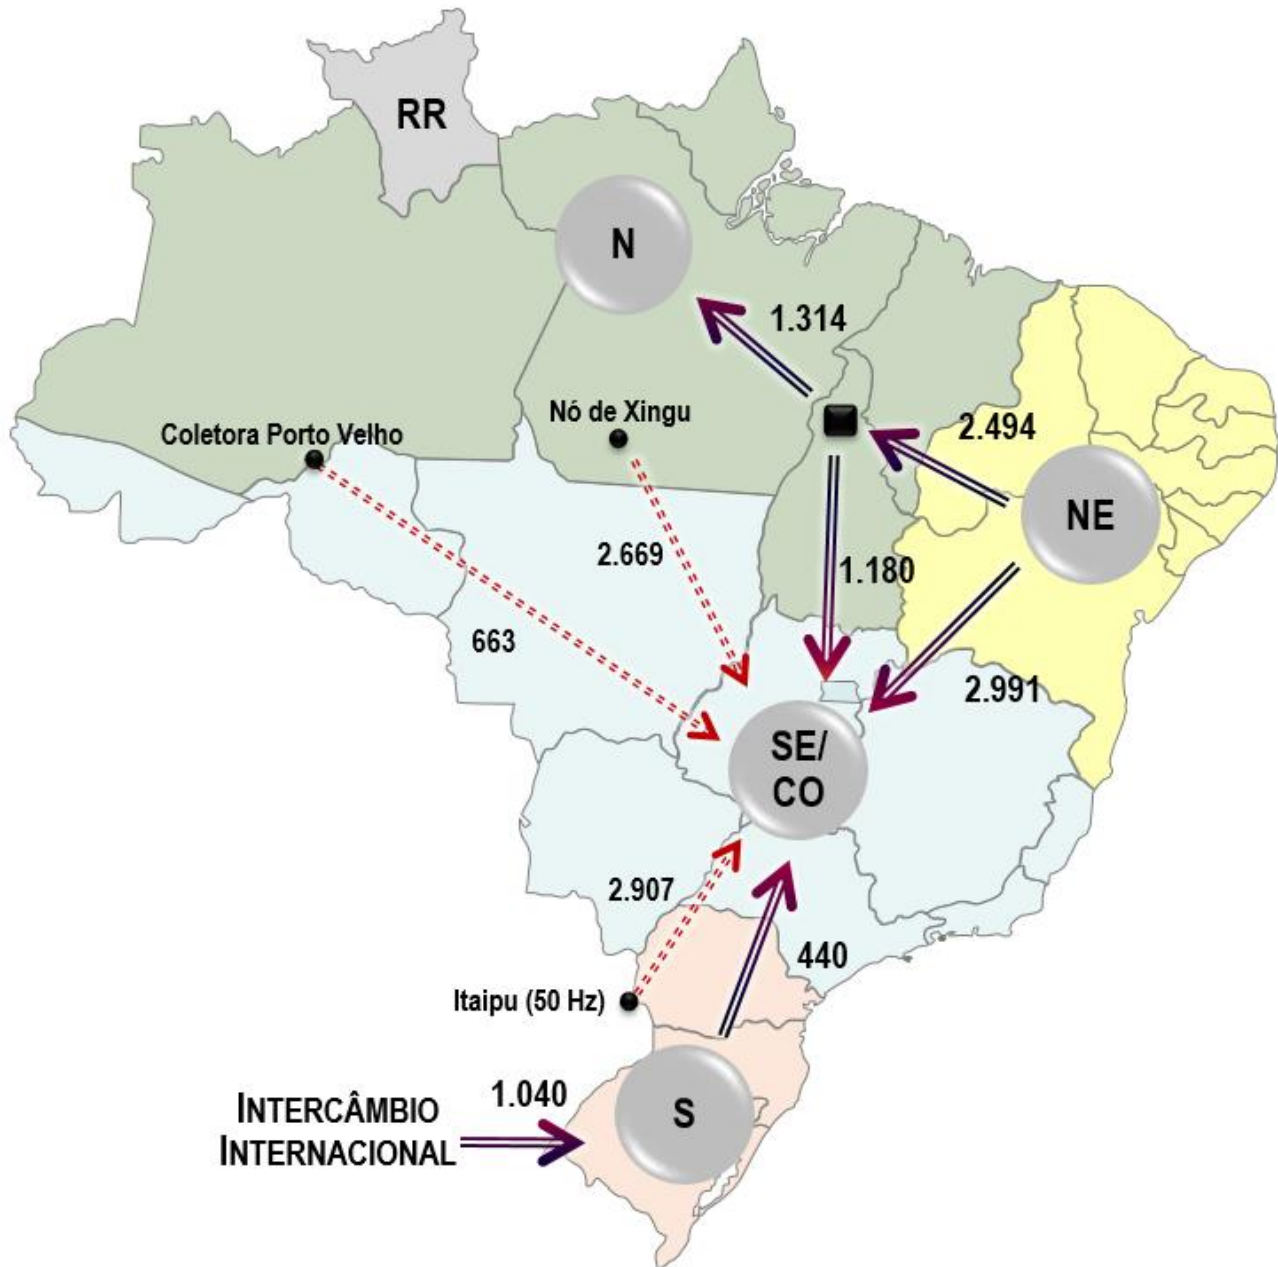 RR
N
1.314
Nó de Xingu
Coletora Porto Velho
2.494
NE
2.669
1.180
663
2.991
SE/
CO
2.907
440
Itaipu (50 Hz)
1.040
INTERCÂMBIO
INTERNACIONAL
S